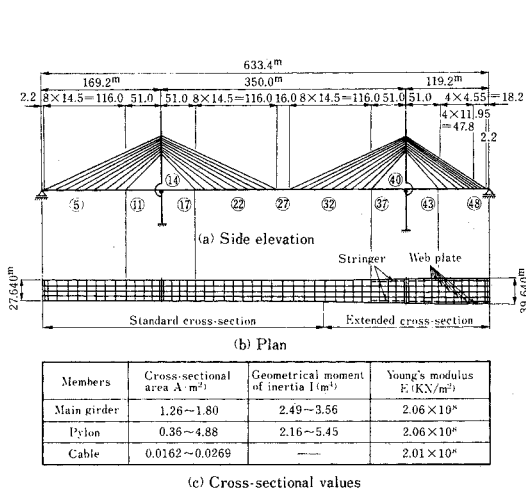 633.4m
169.2m 350.0m 119.2m
2.2 8×14.5=116.0 51.0 51.0 8×14.5=116.0 16.0 8×14.5=116.0 51.0 51.0 4×4.55=18.2
4×11.95
=47.8
2.2
⑭ ㊵
⑤ ⑪ ⑰ ㉒ ㉗ ㉜ ㊲ ㊸ ㊽
(a) Side elevation
Stringer Web plate
27.640m
39.640m
Standard cross-section Extended cross-section
(b) Plan
Members Cross-sectional Geometrical moment Young's modulus
area A·m²) of inertia I (m⁴) E (KN/m²)
Main girder 1.26~1.80 2.49~3.56 2.06×10⁸
Pylon 0.36~4.88 2.16~5.45 2.06×10⁸
Cable 0.0162~0.0269 —— 2.01×10⁸
(c) Cross-sectional values